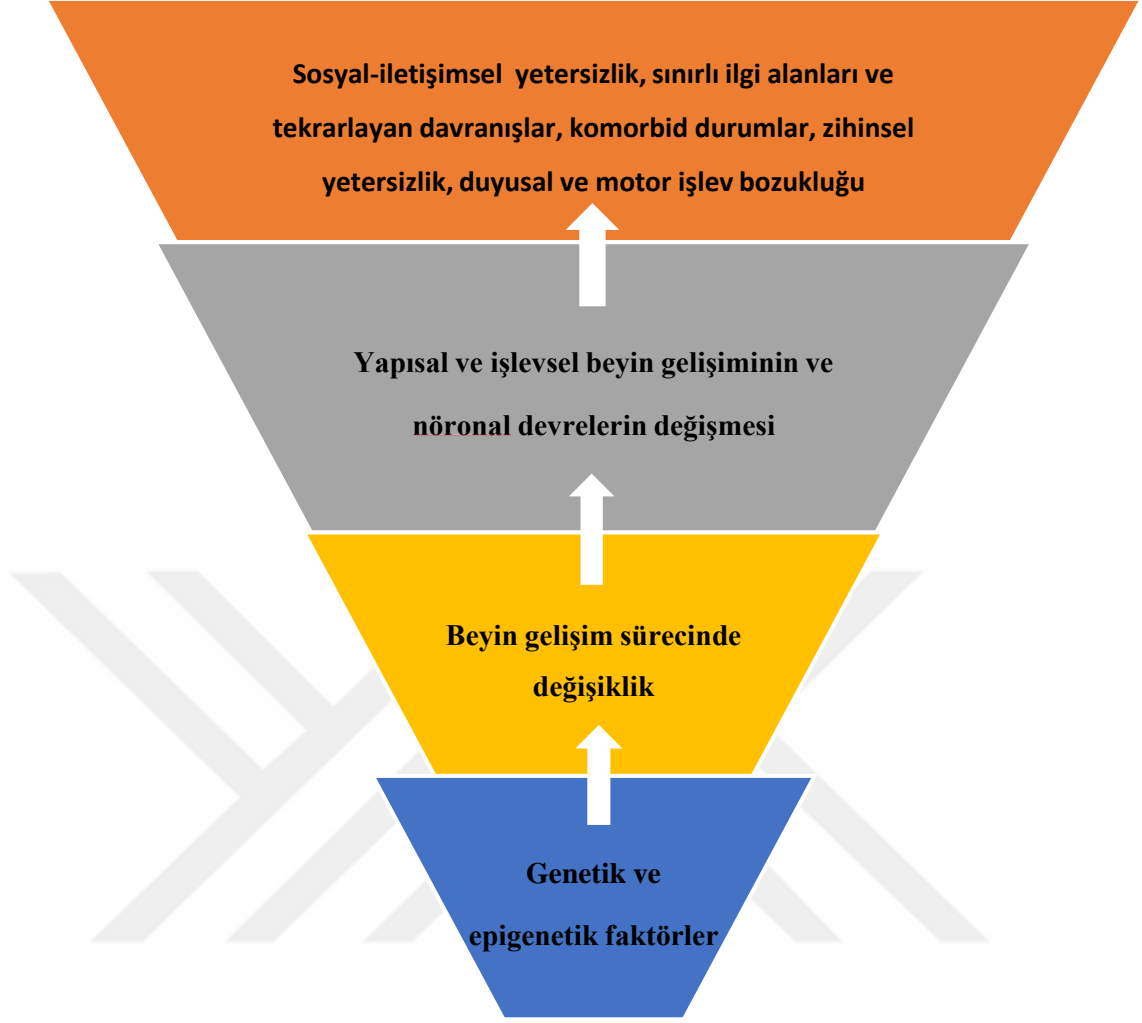 Sosyal-iletişimsel yetersizlik, sınırlı ilgi alanları ve
tekrarlayan davranışlar, komorbid durumlar, zihinsel
yetersizlik, duyusal ve motor işlev bozukluğu
Yapısal ve işlevsel beyin gelişiminin ve
nöronal devrelerin değişmesi
Beyin gelişim sürecinde
değişiklik
Genetik ve
epigenetik faktörler